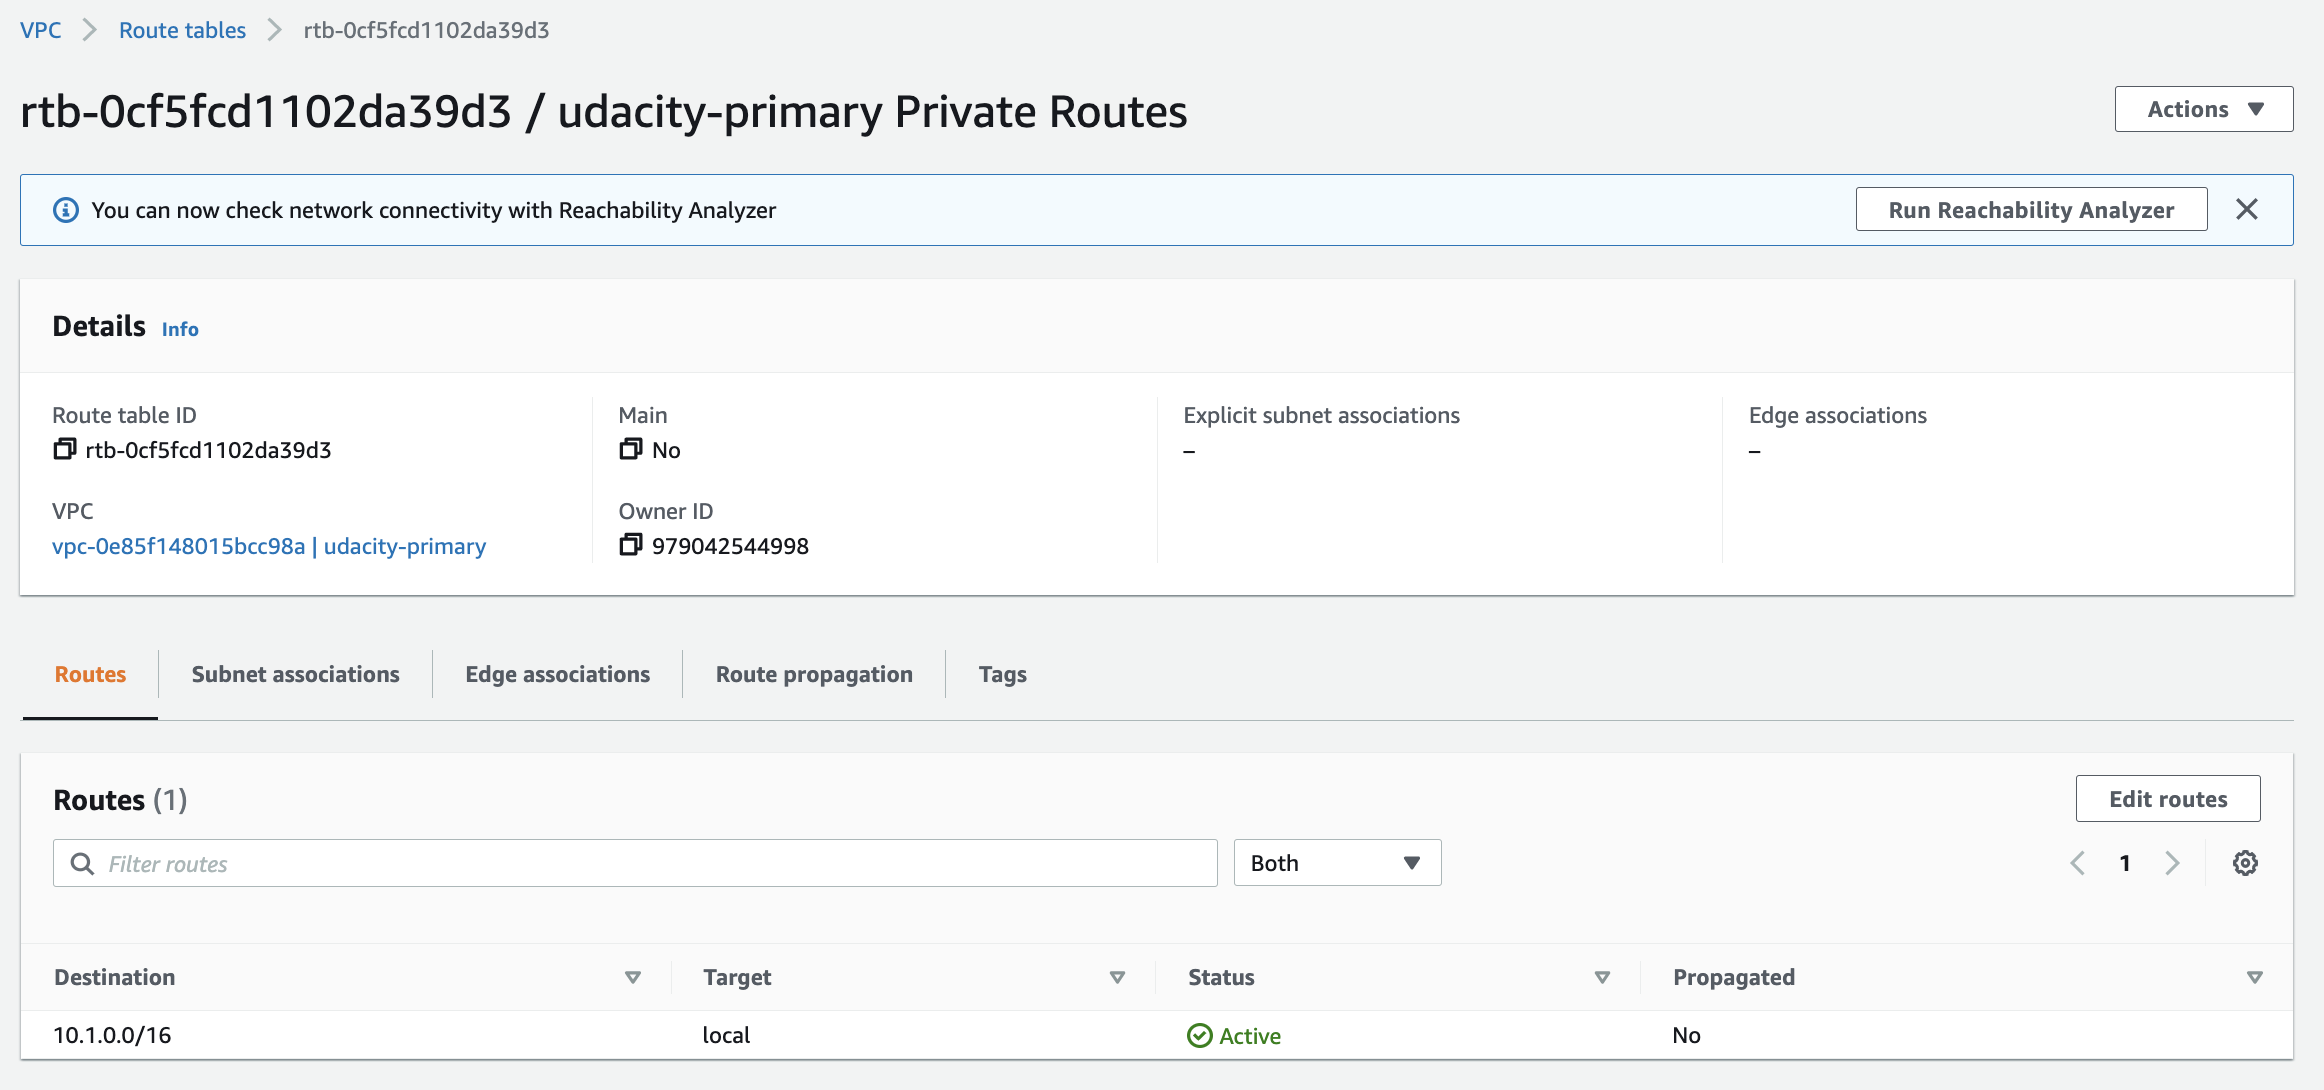 VPC > Route tables > rtb-0cf5fcd1102da39d3
rtb-0cf5fcd1102da39d3 / udacity-primary Private Routes
Actions
You can now check network connectivity with Reachability Analyzer
Run Reachability Analyzer
Details Info
Route table ID
rtb-0cf5fcd1102da39d3
Main
No
Explicit subnet associations
–
Edge associations
–
VPC
vpc-0e85f148015bcc98a | udacity-primary
Owner ID
979042544998
Routes
Subnet associations
Edge associations
Route propagation
Tags
Routes (1)
Edit routes
Filter routes
Both
1
Destination Target Status Propagated
10.1.0.0/16 local Active No